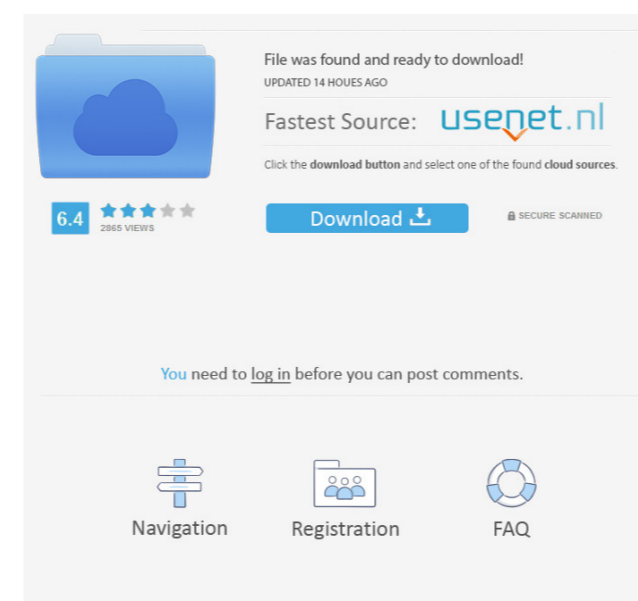 File was found and ready to download!
UPDATED 14 HOUES AGO
Fastest Source: usenet.nl
Click the download button and select one of the found cloud sources.
6.4
2865 VIEWS
Download
SECURE SCANNED
You need to log in before you can post comments.
Navigation
Registration
FAQ